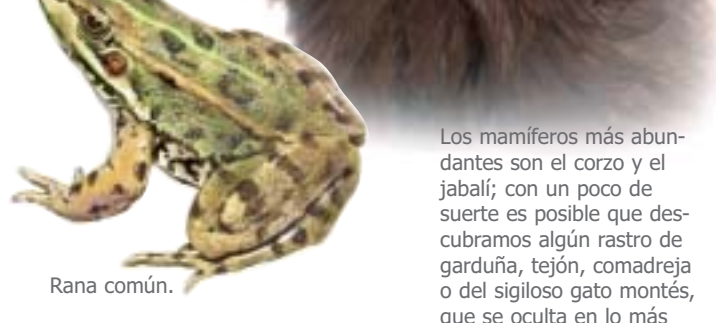 Los mamíferos más abun-
dantes son el corzo y el
jabalí; con un poco de
suerte es posible que des-
cubramos algún rastro de
garduña, tejón, comadreja
o del sigiloso gato montés,
que se oculta en lo más
Rana común.